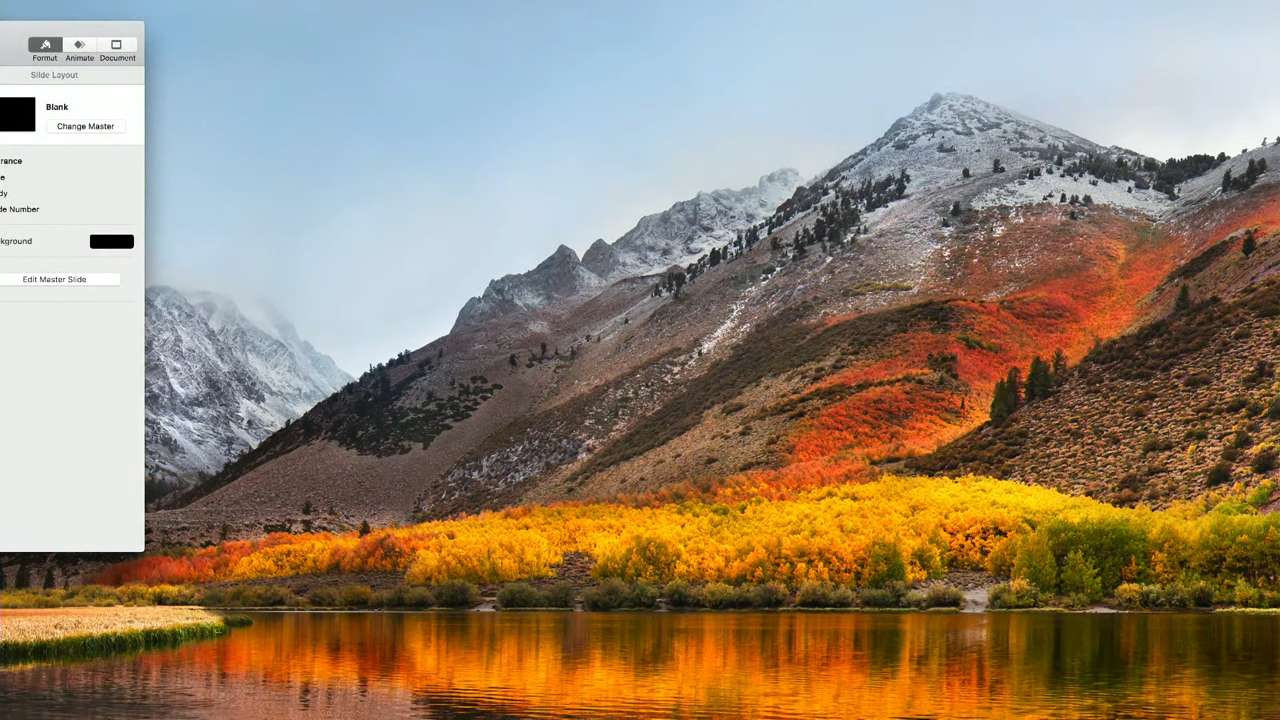 Format Animate Document
Slide Layout
Blank
Change Master
rance
e
dy
de Number
kground
Edit Master Slide